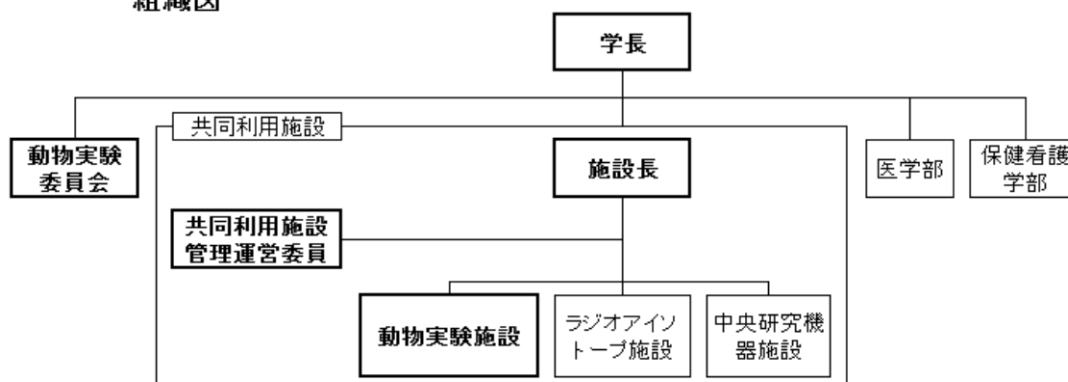 組織図
学長
共同利用施設
動物実験
委員会
施設長
医学部
保健看護
学部
共同利用施設
管理運営委員
動物実験施設
ラジオアイソ
トープ施設
中央研究機
器施設